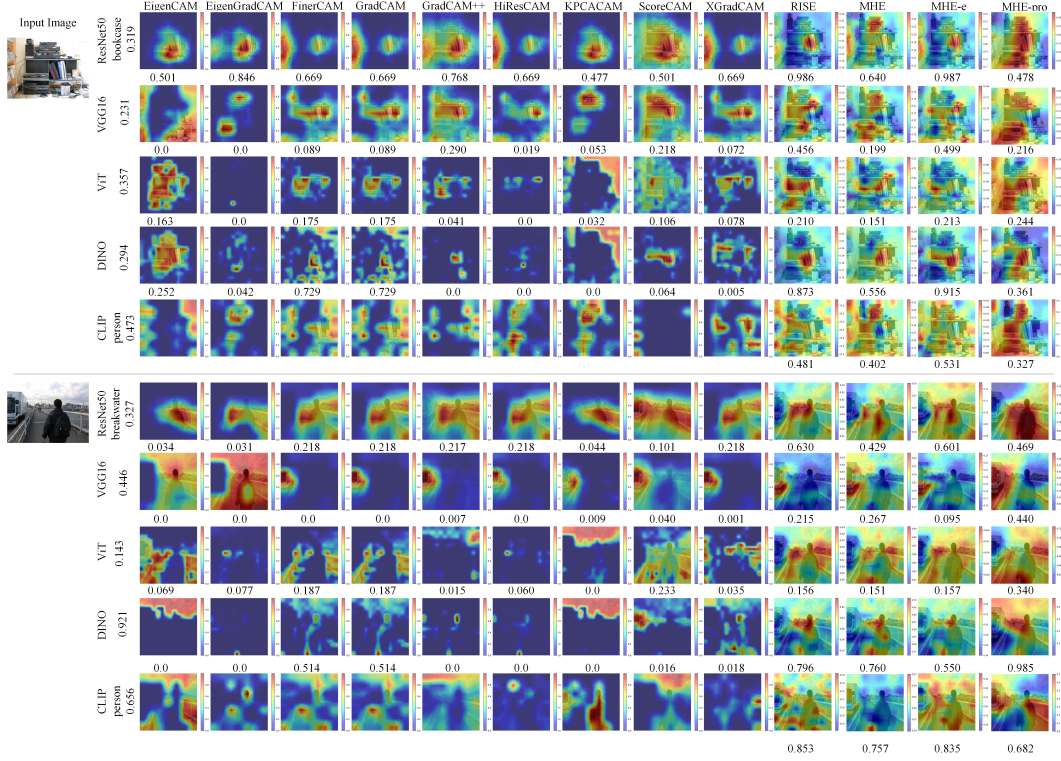 Input Image
EigenCAM EigenGradCAM FinerCAM GradCAM GradCAM++ HiResCAM KPCACAM ScoreCAM XGradCAM RISE MHE MHE-e MHE-pro
ResNet50
bookcase
0.319
0.501 0.846 0.669 0.669 0.768 0.669 0.477 0.501 0.669 0.986 0.640 0.987 0.478
VGG16
0.231
0.0 0.0 0.089 0.089 0.290 0.019 0.053 0.218 0.072 0.456 0.199 0.499 0.216
ViT
0.357
0.163 0.0 0.175 0.175 0.041 0.0 0.032 0.106 0.078 0.210 0.151 0.213 0.244
DINO
0.294
0.252 0.042 0.729 0.729 0.0 0.0 0.0 0.064 0.005 0.873 0.556 0.915 0.361
CLIP
person
0.473
0.481 0.402 0.531 0.327
ResNet50
breakwater
0.327
0.034 0.031 0.218 0.218 0.217 0.218 0.044 0.101 0.218 0.630 0.429 0.601 0.469
VGG16
0.446
0.0 0.0 0.0 0.0 0.007 0.0 0.009 0.040 0.001 0.215 0.267 0.095 0.440
ViT
0.143
0.069 0.077 0.187 0.187 0.015 0.060 0.0 0.233 0.035 0.156 0.151 0.157 0.340
DINO
0.921
0.0 0.0 0.514 0.514 0.0 0.0 0.0 0.016 0.018 0.796 0.760 0.550 0.985
CLIP
person
0.656
0.853 0.757 0.835 0.682